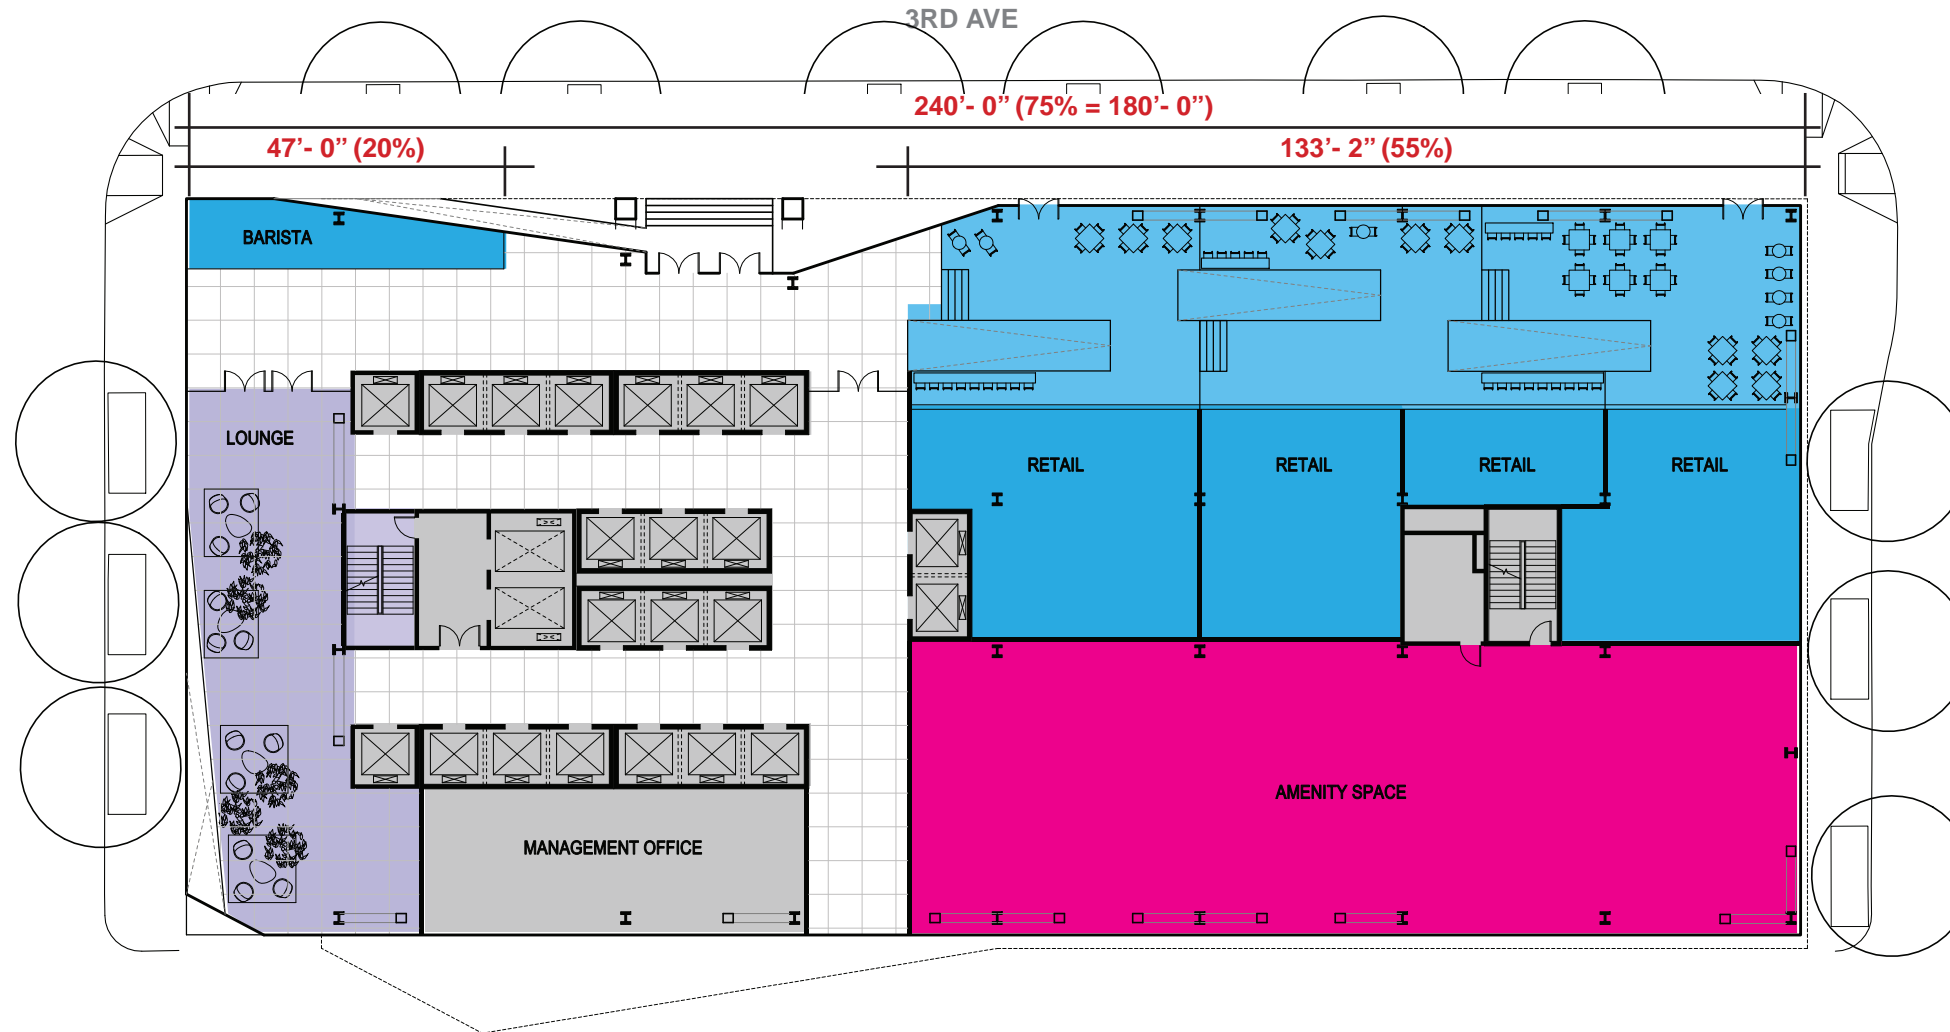 3RD AVE
240'- 0” (75% = 180'- 0”)
47'- 0” (20%)
133'- 2” (55%)
BARISTA
LOUNGE
RETAIL
RETAIL
RETAIL
RETAIL
AMENITY SPACE
MANAGEMENT OFFICE